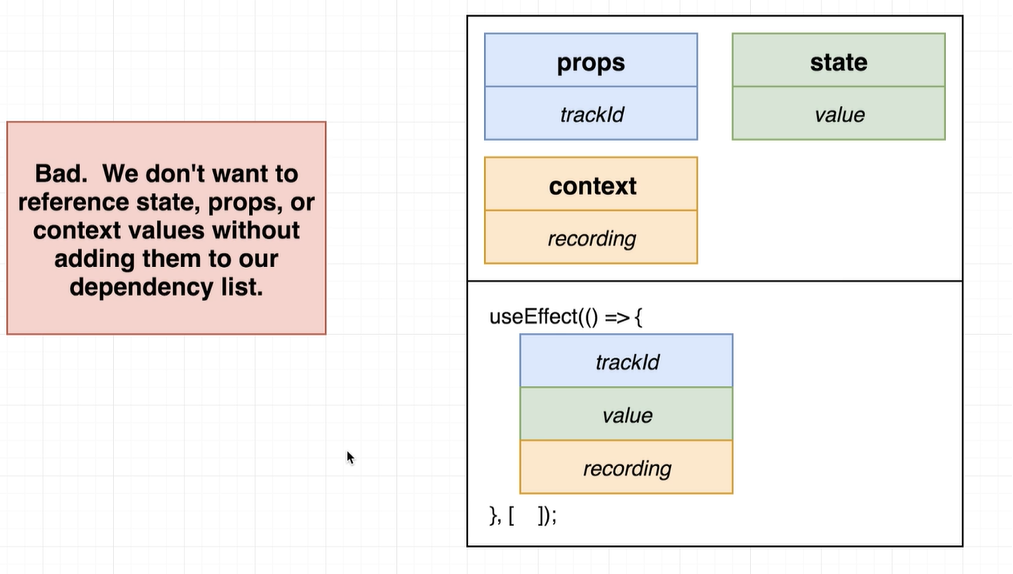 Bad.  We don't want to
reference state, props, or
context values without
adding them to our
dependency list.
props
trackId
state
value
context
recording
useEffect(() => {
trackId
value
recording
}, [    ]);